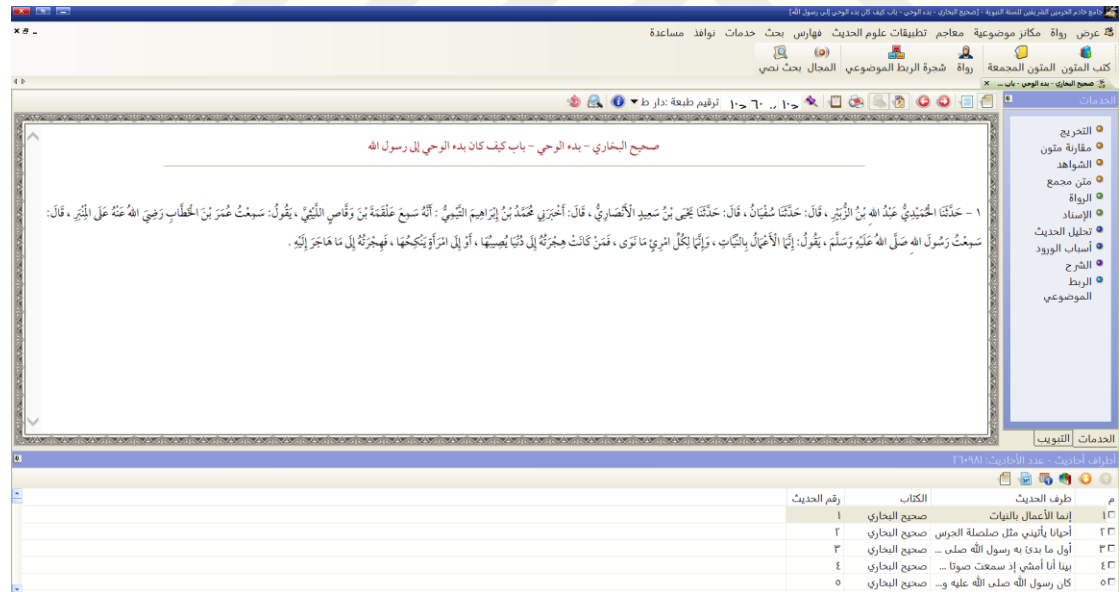 جامع خادم الحرمين الشريفين للسنة النبوية - [صحيح البخاري - بدء الوحي - باب كيف كان بدء الوحي إلى رسول الله]
عرض رواة مكانز موضوعية معاجم تطبيقات علوم الحديث فهارس بحث خدمات نوافذ مساعدة
كتب المتون المتون المجمعة رواة شجرة الربط الموضوعي المجال بحث نصي
صحيح البخاري - بدء الوحي - باب ...
الخدمات
ترقيم طبعة :دار ط
التخريج
مقارنة متون
الشواهد
متن مجمع
الرواة
الإسناد
تحليل الحديث
أسباب الورود
الشرح
الربط
الموضوعي
صحيح البخاري – بدء الوحي – باب كيف كان بدء الوحي إلى رسول الله
١ – حَدَّثَنَا الْحُمَيْدِيُّ عَبْدُ اللهِ بْنُ الزُّبَيْرِ ، قَالَ: حَدَّثَنَا سُفْيَانُ ، قَالَ: حَدَّثَنَا يَحْيَى بْنُ سَعِيدٍ الْأَنْصَارِيُّ ، قَالَ: أَخْبَرَنِي مُحَمَّدُ بْنُ إِبْرَاهِيمَ التَّيْمِيُّ : أَنَّهُ سَمِعَ عَلْقَمَةَ بْنَ وَقَّاصٍ اللَّيْثِيَّ ، يَقُولُ: سَمِعْتُ عُمَرَ بْنَ الْخَطَّابِ رَضِيَ اللهُ عَنْهُ عَلَى الْمِنْبَرِ ، قَالَ:
سَمِعْتُ رَسُولَ اللهِ صَلَّى اللهُ عَلَيْهِ وَسَلَّمَ ، يَقُولُ: إِنَّمَا الْأَعْمَالُ بِالنِّيَّاتِ ، وَإِنَّمَا لِكُلِّ امْرِئٍ مَا نَوَى ، فَمَنْ كَانَتْ هِجْرَتُهُ إِلَى دُنْيَا يُصِيبُهَا ، أَوْ إِلَى امْرَأَةٍ يَنْكِحُهَا ، فَهِجْرَتُهُ إِلَى مَا هَاجَرَ إِلَيْهِ .
الخدمات التبويب
أطراف أحاديث - عدد الأحاديث: ٢٦٠٩٨١
م طرف الحديث الكتاب رقم الحديث
١ إنما الأعمال بالنيات صحيح البخاري ١
٢ أحيانا يأتيني مثل صلصلة الجرس صحيح البخاري ٢
٣ أول ما بدئ به رسول الله صلى ... صحيح البخاري ٣
٤ بينا أنا أمشي إذ سمعت صوتا ... صحيح البخاري ٤
٥ كان رسول الله صلى الله عليه و... صحيح البخاري ٥